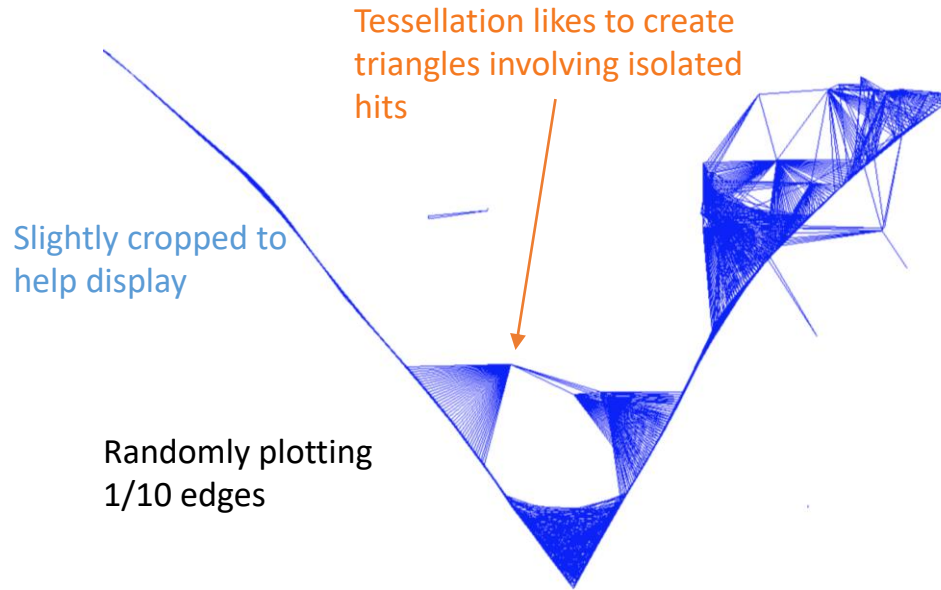 Tessellation likes to create
triangles involving isolated
hits
Slightly cropped to
help display
Randomly plotting
1/10 edges